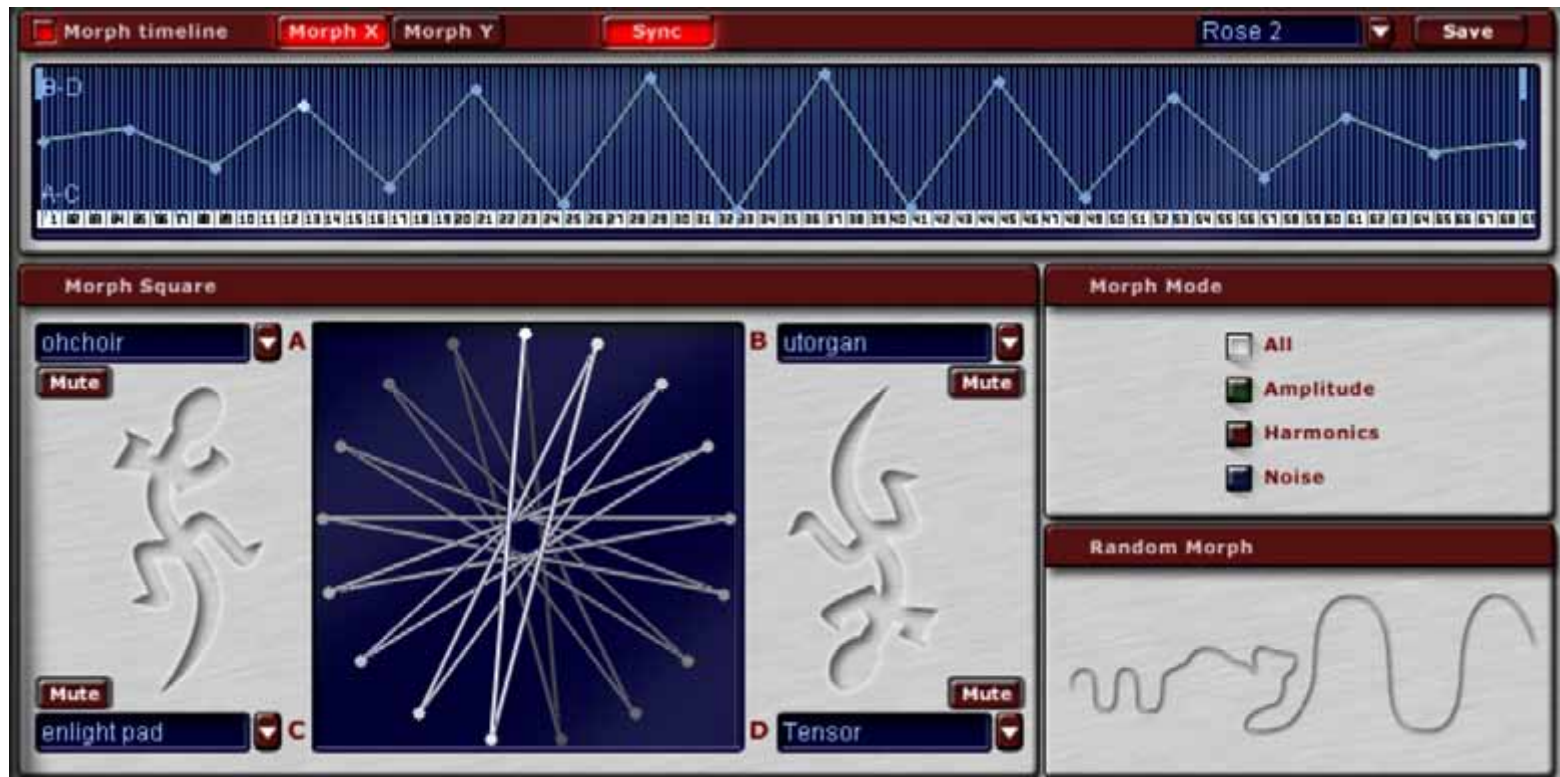 Morph timeline Morph X Morph Y Sync Rose 2 Save
B-D
A-C
Morph Square
ohchoir A B utorgan
Mute Mute
Mute Mute
enlight pad C D Tensor
Morph Mode
All
Amplitude
Harmonics
Noise
Random Morph